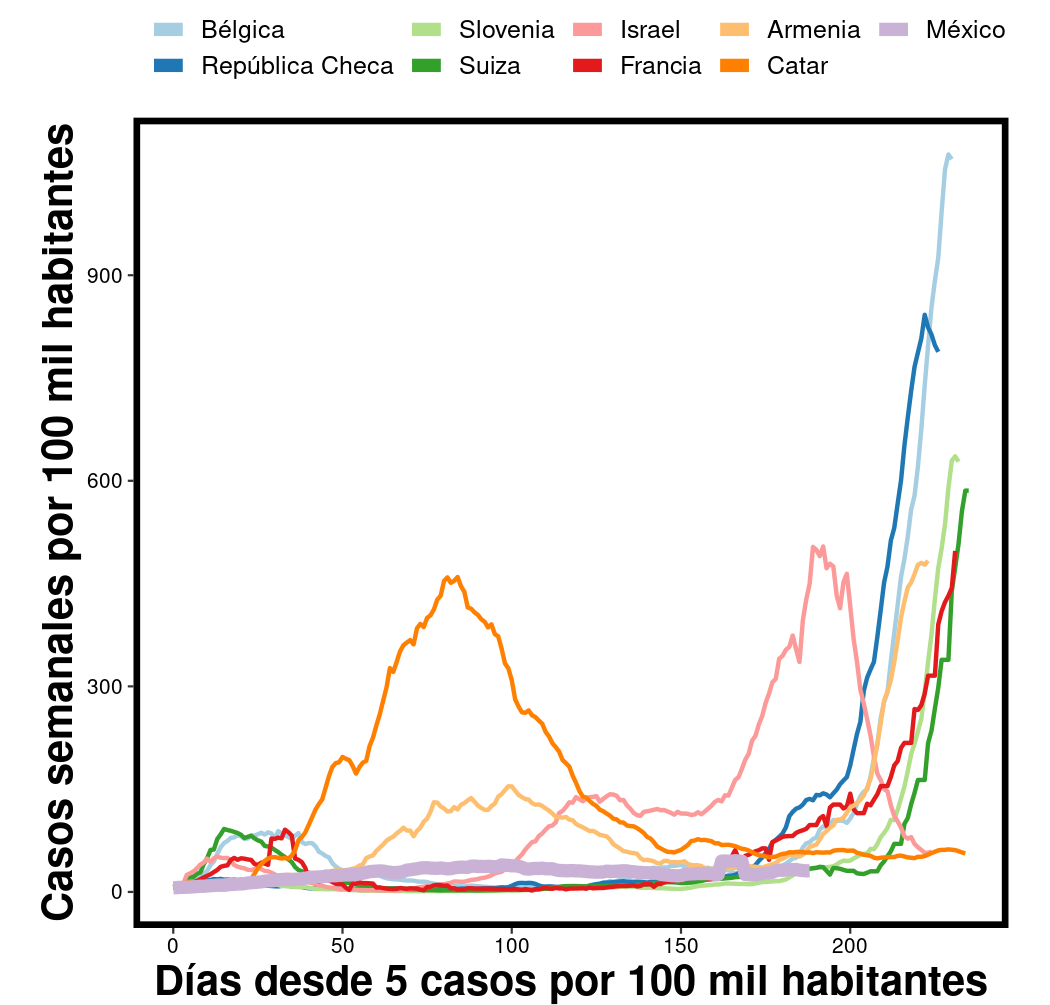 Bélgica Slovenia Israel Armenia México
República Checa Suiza Francia Catar
Casos semanales por 100 mil habitantes
900
600
300
0
0 50 100 150 200
Días desde 5 casos por 100 mil habitantes